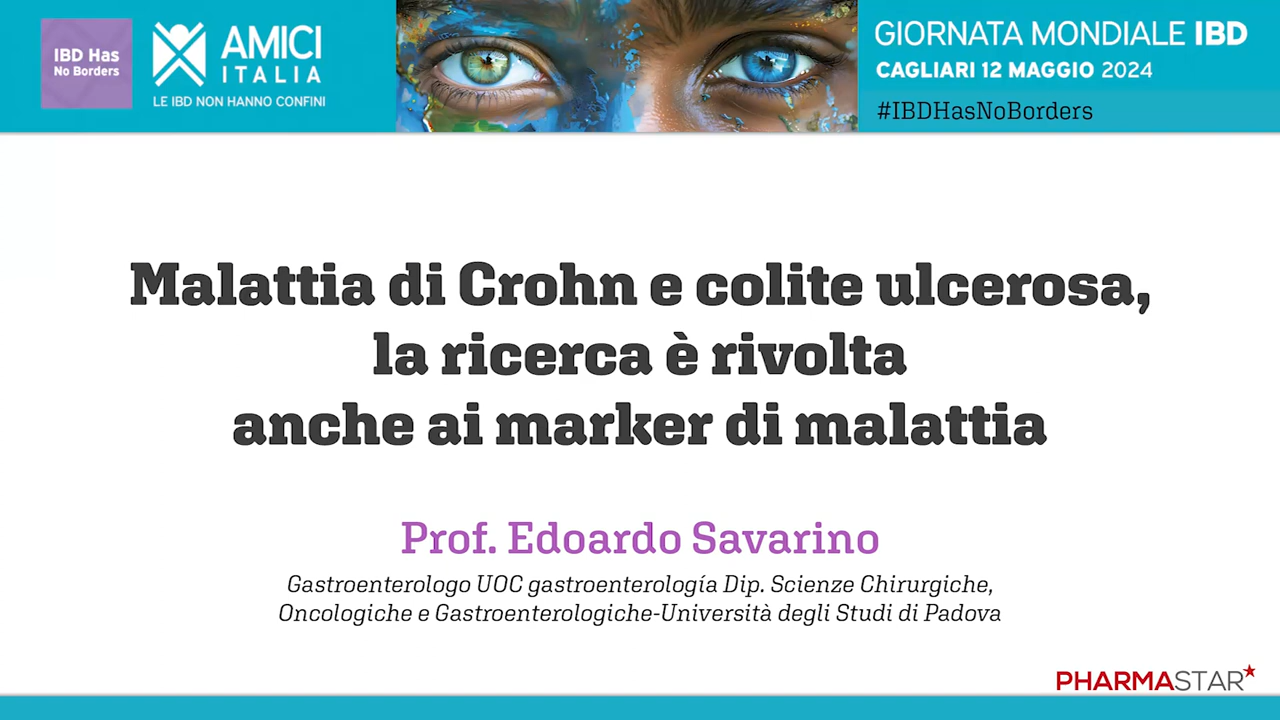 IBD Has
No Borders
AMICI
ITALIA
LE IBD NON HANNO CONFINI
GIORNATA MONDIALE IBD
CAGLIARI 12 MAGGIO 2024
#IBDHasNoBorders
Malattia di Crohn e colite ulcerosa,
la ricerca è rivolta
anche ai marker di malattia
Prof. Edoardo Savarino
Gastroenterologo UOC gastroenterología Dip. Scienze Chirurgiche,
Oncologiche e Gastroenterologiche-Università degli Studi di Padova
PHARMASTAR